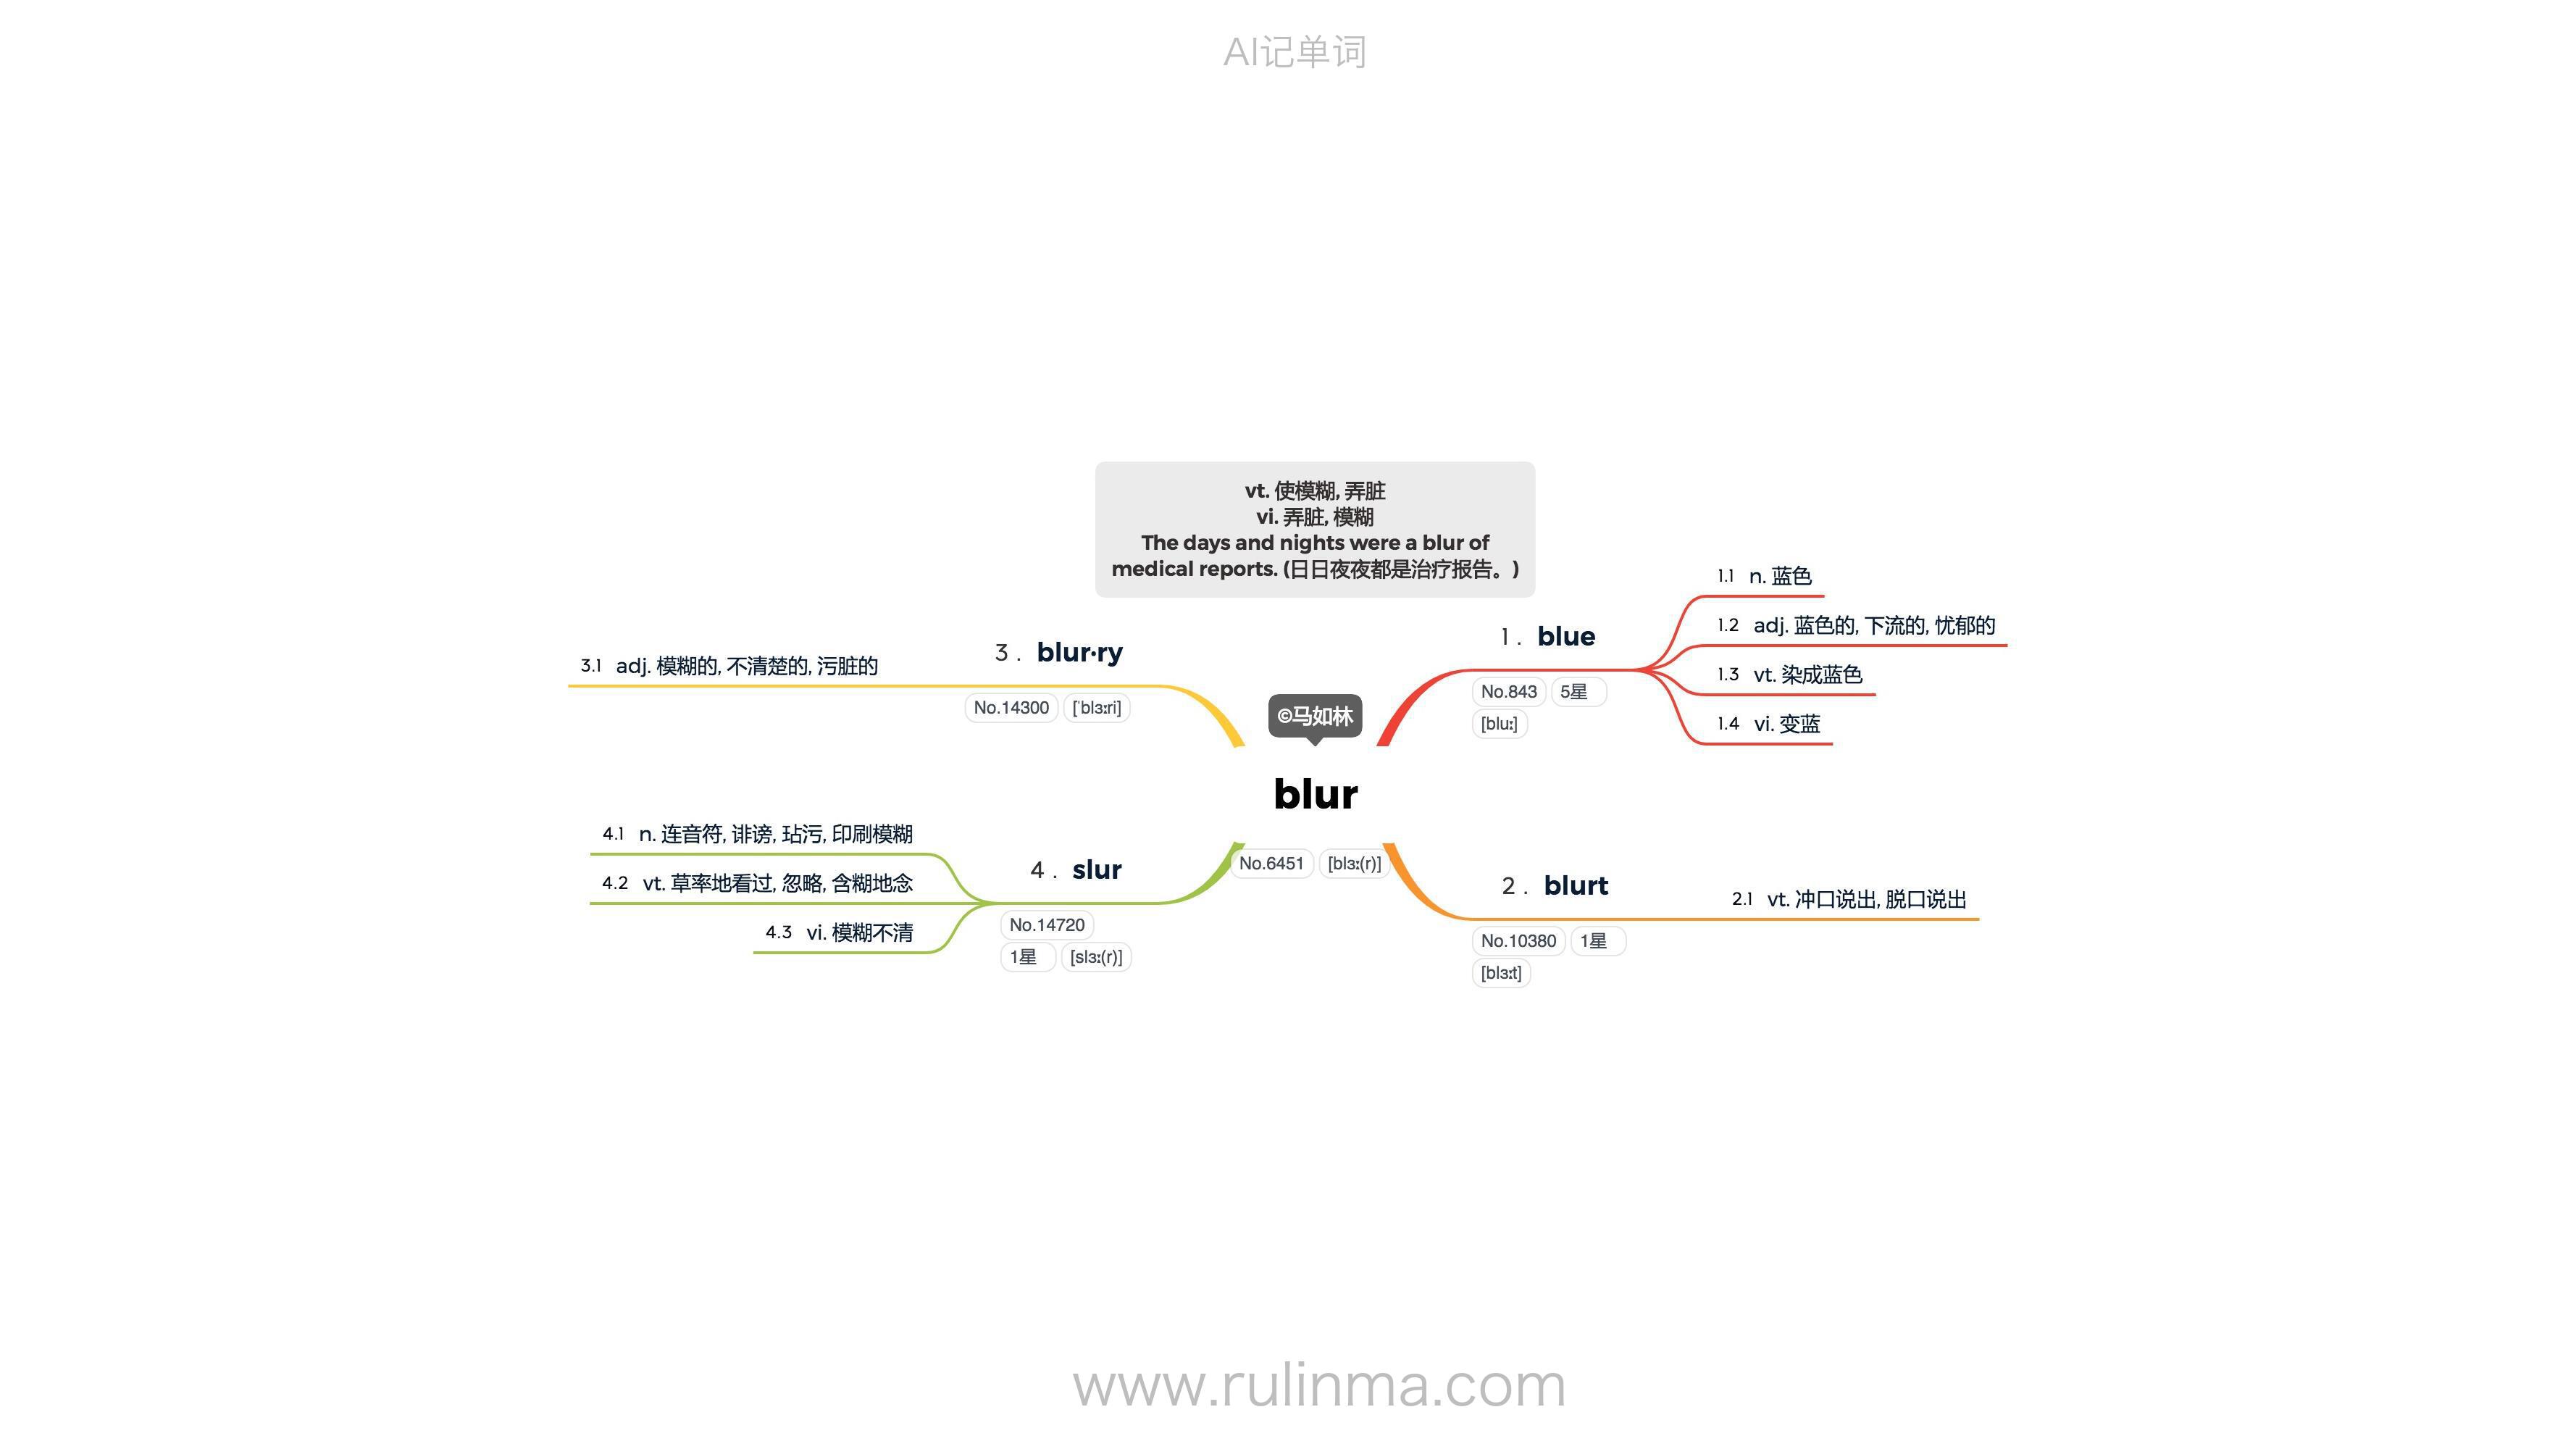 AI记单词
vt. 使模糊, 弄脏
vi. 弄脏, 模糊
The days and nights were a blur of
medical reports. (日日夜夜都是治疗报告。)
©马如林
blur
No.6451 [blɜː(r)]
1. blue
No.843 5星
[bluː]
1.1 n. 蓝色
1.2 adj. 蓝色的, 下流的, 忧郁的
1.3 vt. 染成蓝色
1.4 vi. 变蓝
2. blurt
No.10380 1星
[blɜːt]
2.1 vt. 冲口说出, 脱口说出
3. blur·ry
No.14300 [ˈblɜːri]
3.1 adj. 模糊的, 不清楚的, 污脏的
4. slur
No.14720
1星 [slɜː(r)]
4.1 n. 连音符, 诽谤, 玷污, 印刷模糊
4.2 vt. 草率地看过, 忽略, 含糊地念
4.3 vi. 模糊不清
www.rulinma.com